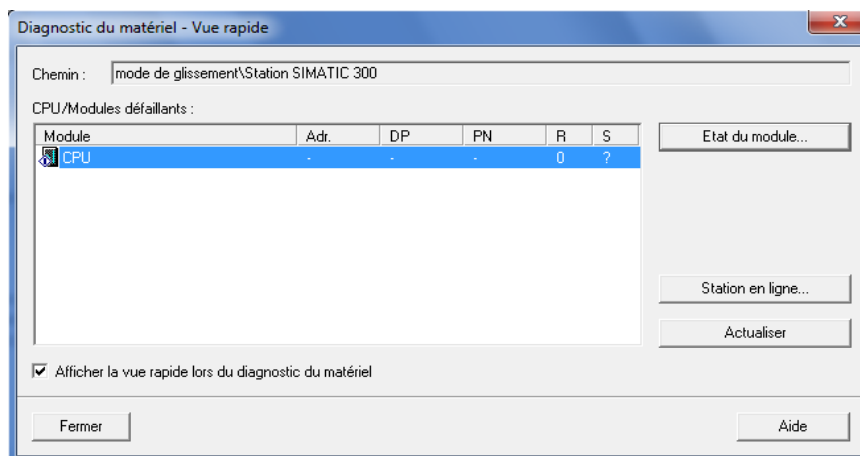 Diagnostic du matériel - Vue rapide
Chemin : mode de glissement\Station SIMATIC 300
CPU/Modules défaillants :
Module Adr. DP PN R S
CPU - - - 0 ?
Etat du module...
Station en ligne...
Actualiser
Afficher la vue rapide lors du diagnostic du matériel
Fermer Aide